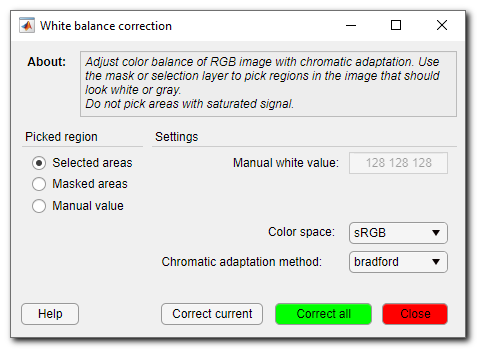 White balance correction
About:
Adjust color balance of RGB image with chromatic adaptation. Use
the mask or selection layer to pick regions in the image that should
look white or gray.
Do not pick areas with saturated signal.
Picked region
Settings
Selected areas
Manual white value: 128 128 128
Masked areas
Manual value
Color space: sRGB
Chromatic adaptation method: bradford
Help
Correct current
Correct all
Close